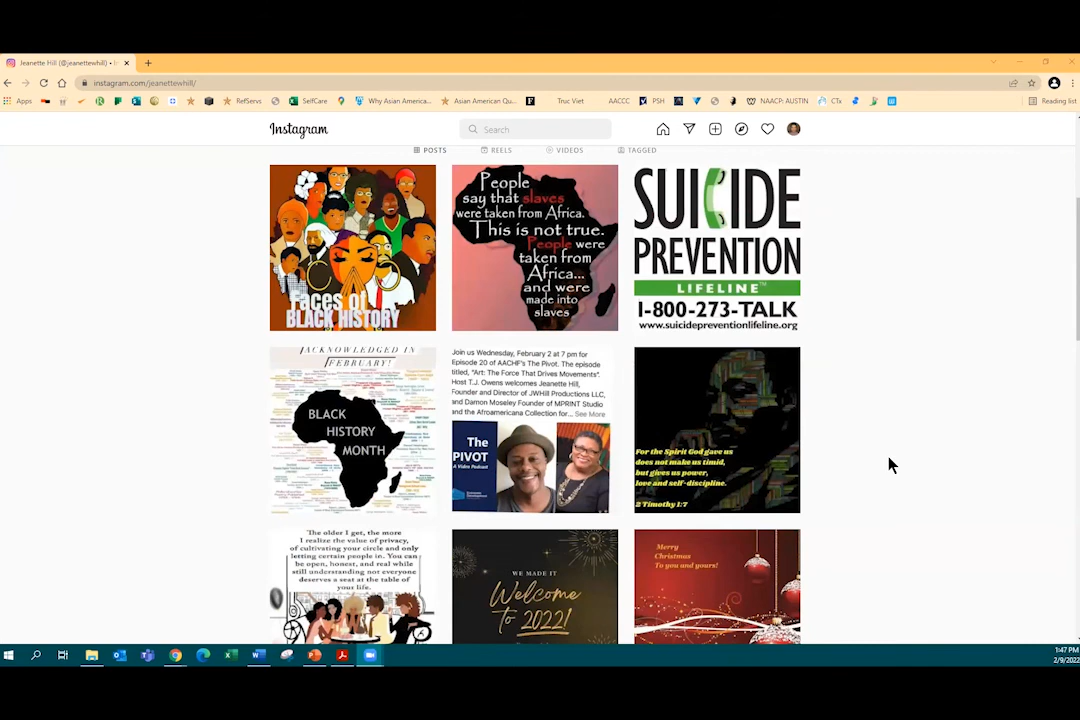 Jeanette Hill (@jeanettewhill) • In
instagram.com/jeanettewhill/
Apps
RefServs
SelfCare
Why Asian America...
Asian American Qu...
Truc Viet
AACCC
PSH
NAACP: AUSTIN
CTx
Reading list
Instagram
Search
POSTS
REELS
VIDEOS
TAGGED
Faces of
BLACK HISTORY
People
say that slaves
were taken from Africa.
This is not true.
People were
taken from
Africa...
and were
made into
slaves
SUICIDE
PREVENTION
LIFELINE™
1-800-273-TALK
www.suicidepreventionlifeline.org
ACKNOWLEDGED IN
FEBRUARY!
BLACK
HISTORY
MONTH
Join us Wednesday, February 2 at 7 pm for
Episode 20 of AACHF's The Pivot. The episode
titled, "Art: The Force That Drives Movements".
Host T.J. Owens welcomes Jeanette Hill,
Founder and Director of JWHill Productions LLC,
and Damon Moseley Founder of MPRINT Studio
and the Afroamericana Collection for... See More
The
PIVOT
A Video Podcast
For the Spirit God gave us
does not make us timid,
but gives us power,
love and self-discipline.
2 Timothy 1:7
The older I get, the more
I realize the value of privacy,
of cultivating your circle and only
letting certain people in. You can
be open, honest, and real while
still understanding not everyone
deserves a seat at the table of
your life.
WE MADE IT
Welcome
To 2022!
Merry
Christmas
To you and yours!
1:47 PM
2/9/2022